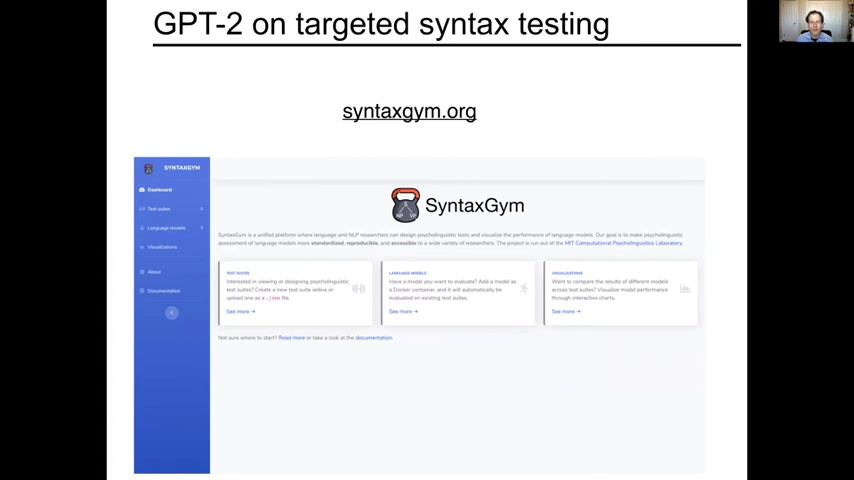 GPT-2 on targeted syntax testing
syntaxgym.org
SYNTAXGYM
Dashboard
Test suites
Language models
Visualizations
About
Documentation
S
NP VP
SyntaxGym
SyntaxGym is a unified platform where language and NLP researchers can design psycholinguistic tests and visualize the performance of language models. Our goal is to make psycholinguistic
assessment of language models more standardized, reproducible, and accessible to a wide variety of researchers. The project is run out of the MIT Computational Psycholinguistics Laboratory.
TEST SUITES
Interested in viewing or designing psycholinguistic
test suites? Create a new test suite online or
upload one as a .json file.
See more →
LANGUAGE MODELS
Have a model you want to evaluate? Add a model as
a Docker container, and it will automatically be
evaluated on existing test suites.
See more →
VISUALIZATIONS
Want to compare the results of different models
across test suites? Visualize model performance
through interactive charts.
See more →
Not sure where to start? Read more or take a look at the documentation.